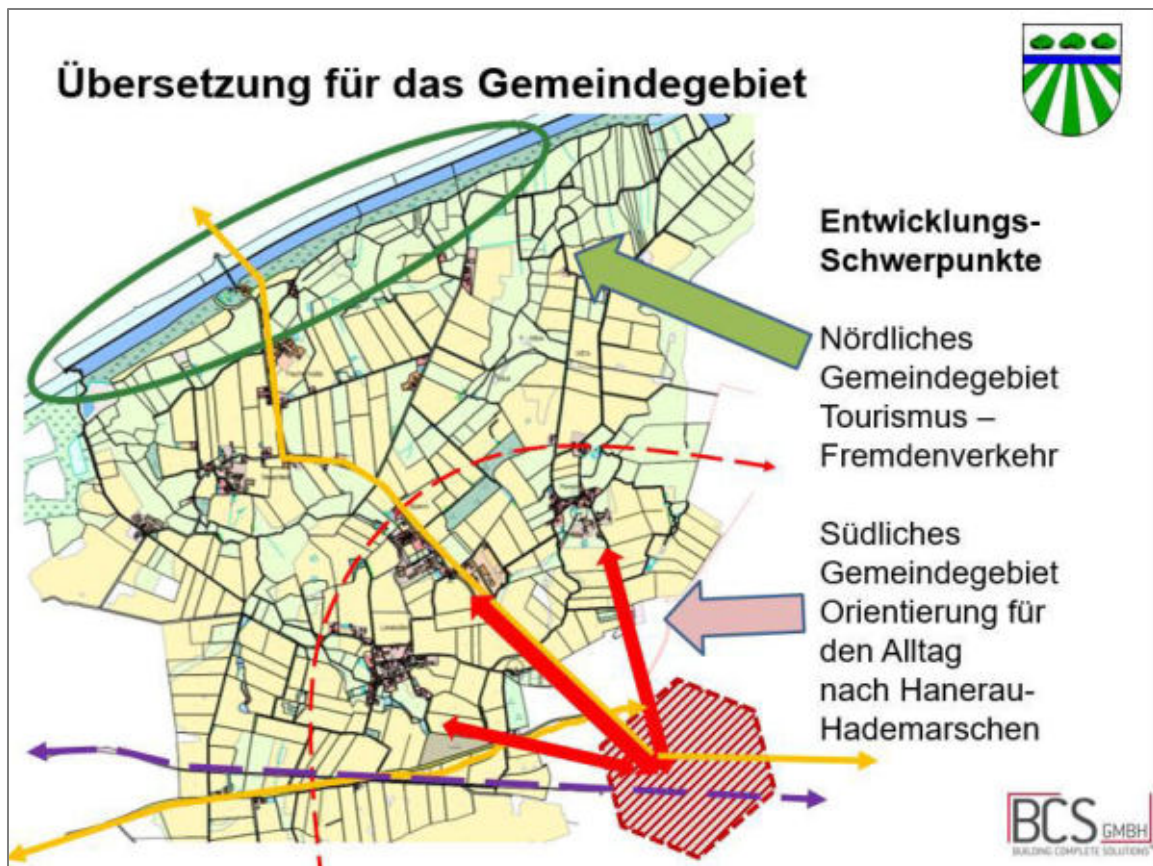 Übersetzung für das Gemeindegebiet
Entwicklungs-
Schwerpunkte
Nördliches
Gemeindegebiet
Tourismus –
Fremdenverkehr
Südliches
Gemeindegebiet
Orientierung für
den Alltag
nach Hanerau-
Hademarschen
BCS GMBH
BUILDING COMPLETE SOLUTIONS